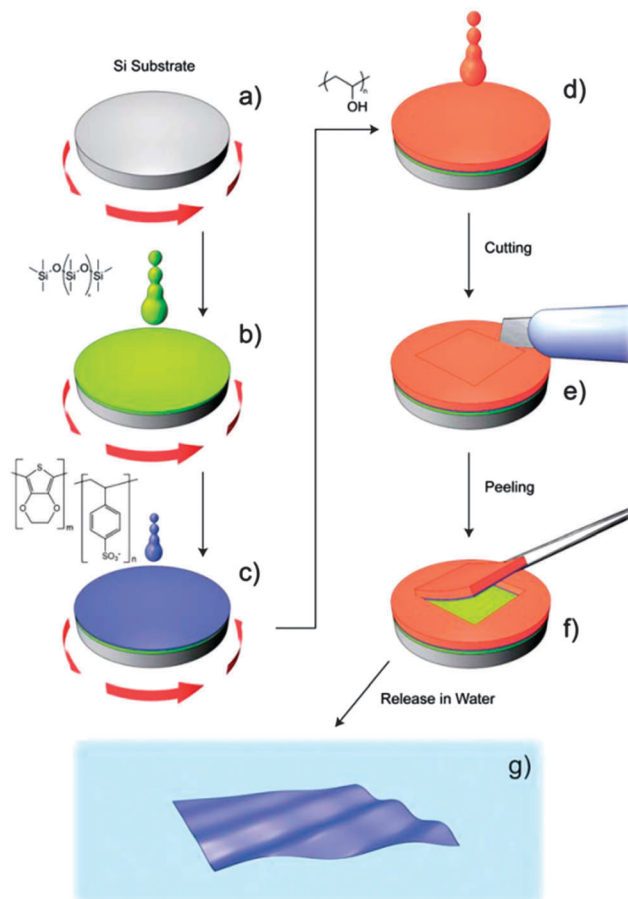 Si Substrate
a)
b)
c)
d)
Cutting
e)
Peeling
f)
Release in Water
g)
Si
O
Si
O
Si
n
S
O
O
m
SO₃⁻
n
n
OH